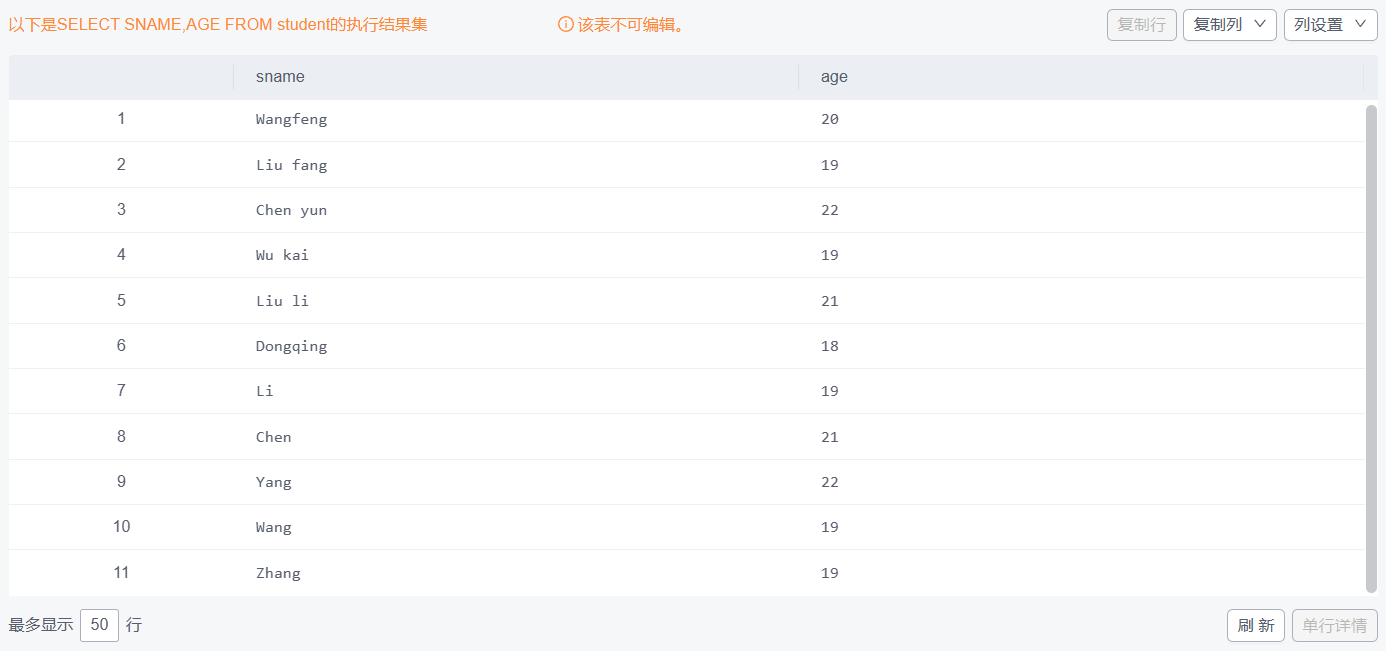 以下是SELECT SNAME,AGE FROM student的执行结果集 该表不可编辑。 复制行 复制列 列设置
sname age
1 Wangfeng 20
2 Liu fang 19
3 Chen yun 22
4 Wu kai 19
5 Liu li 21
6 Dongqing 18
7 Li 19
8 Chen 21
9 Yang 22
10 Wang 19
11 Zhang 19
最多显示 50 行 刷 新 单行详情